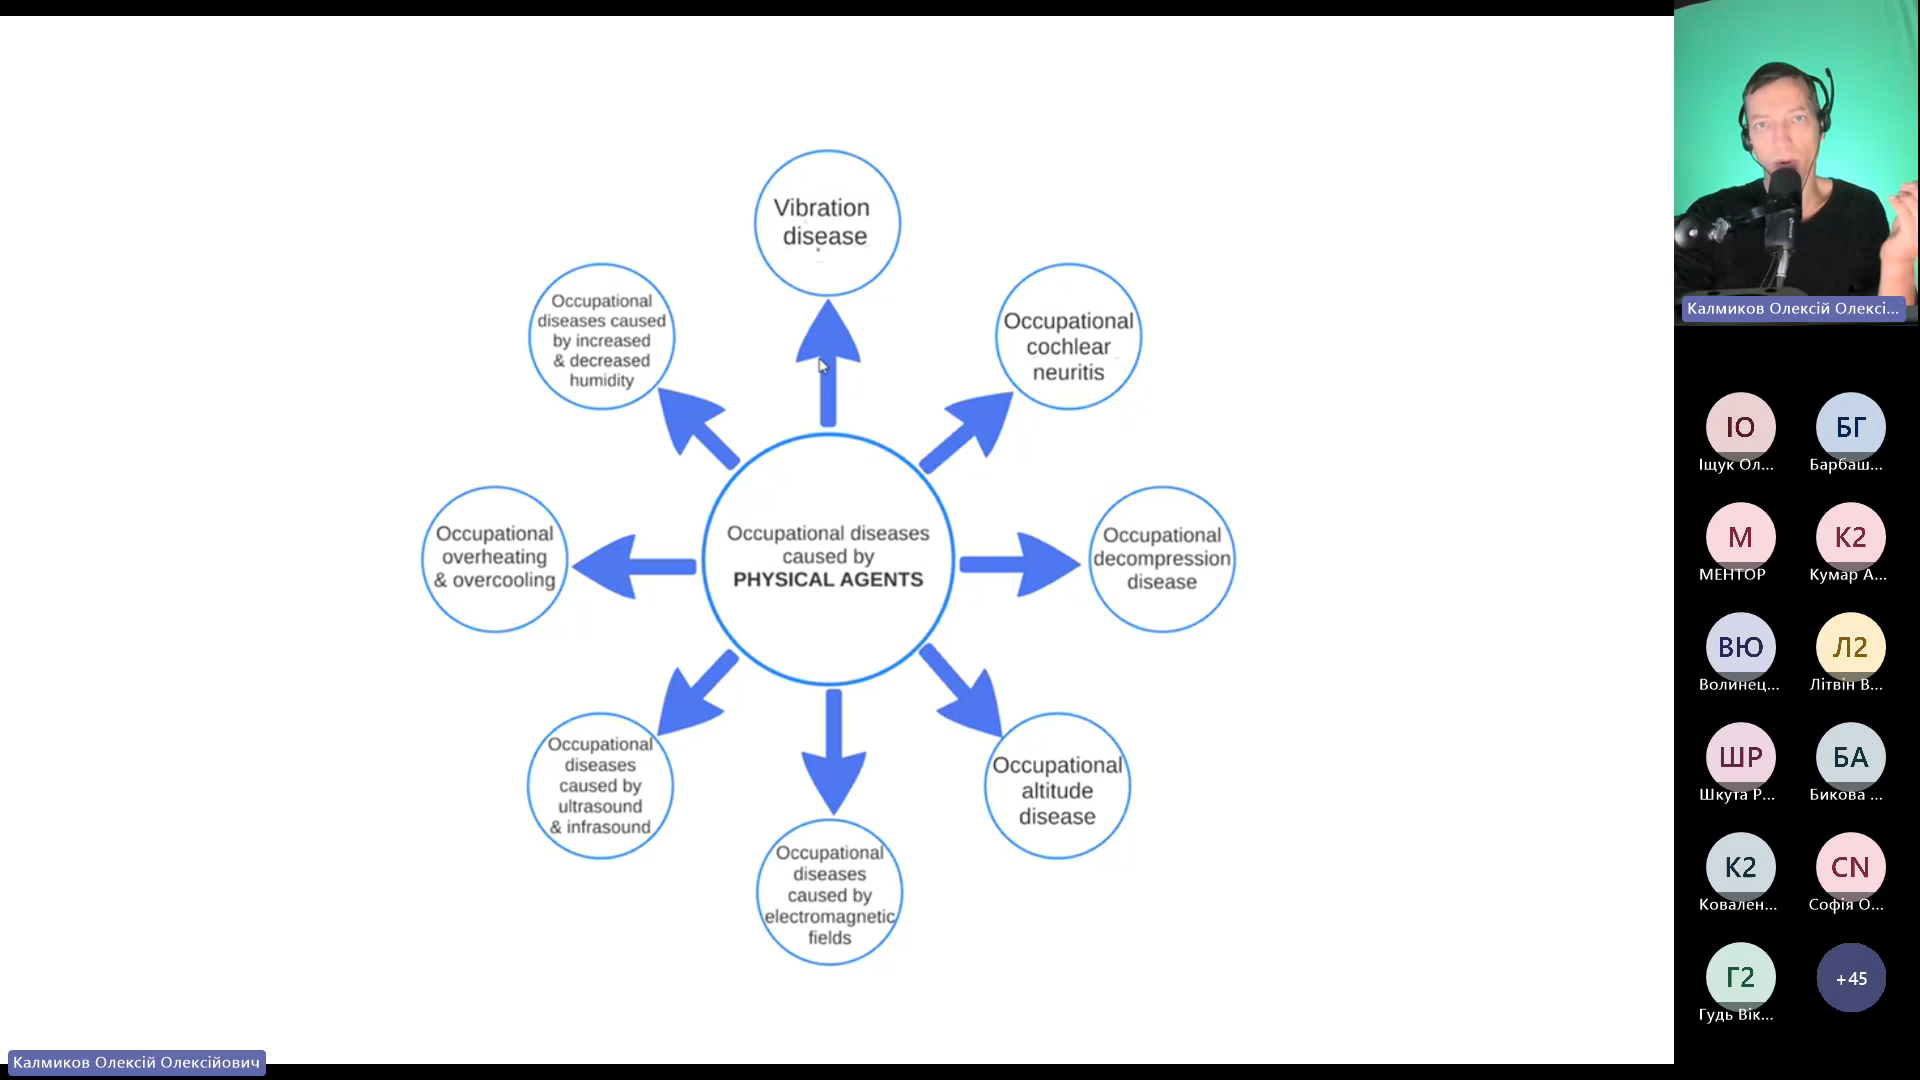 Vibration
disease
Occupational
diseases caused
by increased
& decreased
humidity
Occupational
cochlear
neuritis
Occupational
overheating
& overcooling
Occupational diseases
caused by
PHYSICAL AGENTS
Occupational
decompression
disease
Occupational
diseases
caused by
ultrasound
& infrasound
Occupational
altitude
disease
Occupational
diseases
caused by
electromagnetic
fields
Калмиков Олексій Олексійович
Калмиков Олексій Олексі...
ІО
Іщук Ол...
БГ
Барбаш...
М
МЕНТОР
К2
Кумар А...
ВЮ
Волинец...
Л2
Літвін В...
ШР
Шкута Р...
БА
Бикова ...
К2
Ковален...
CN
Софія О...
Г2
Гудь Вік...
+45